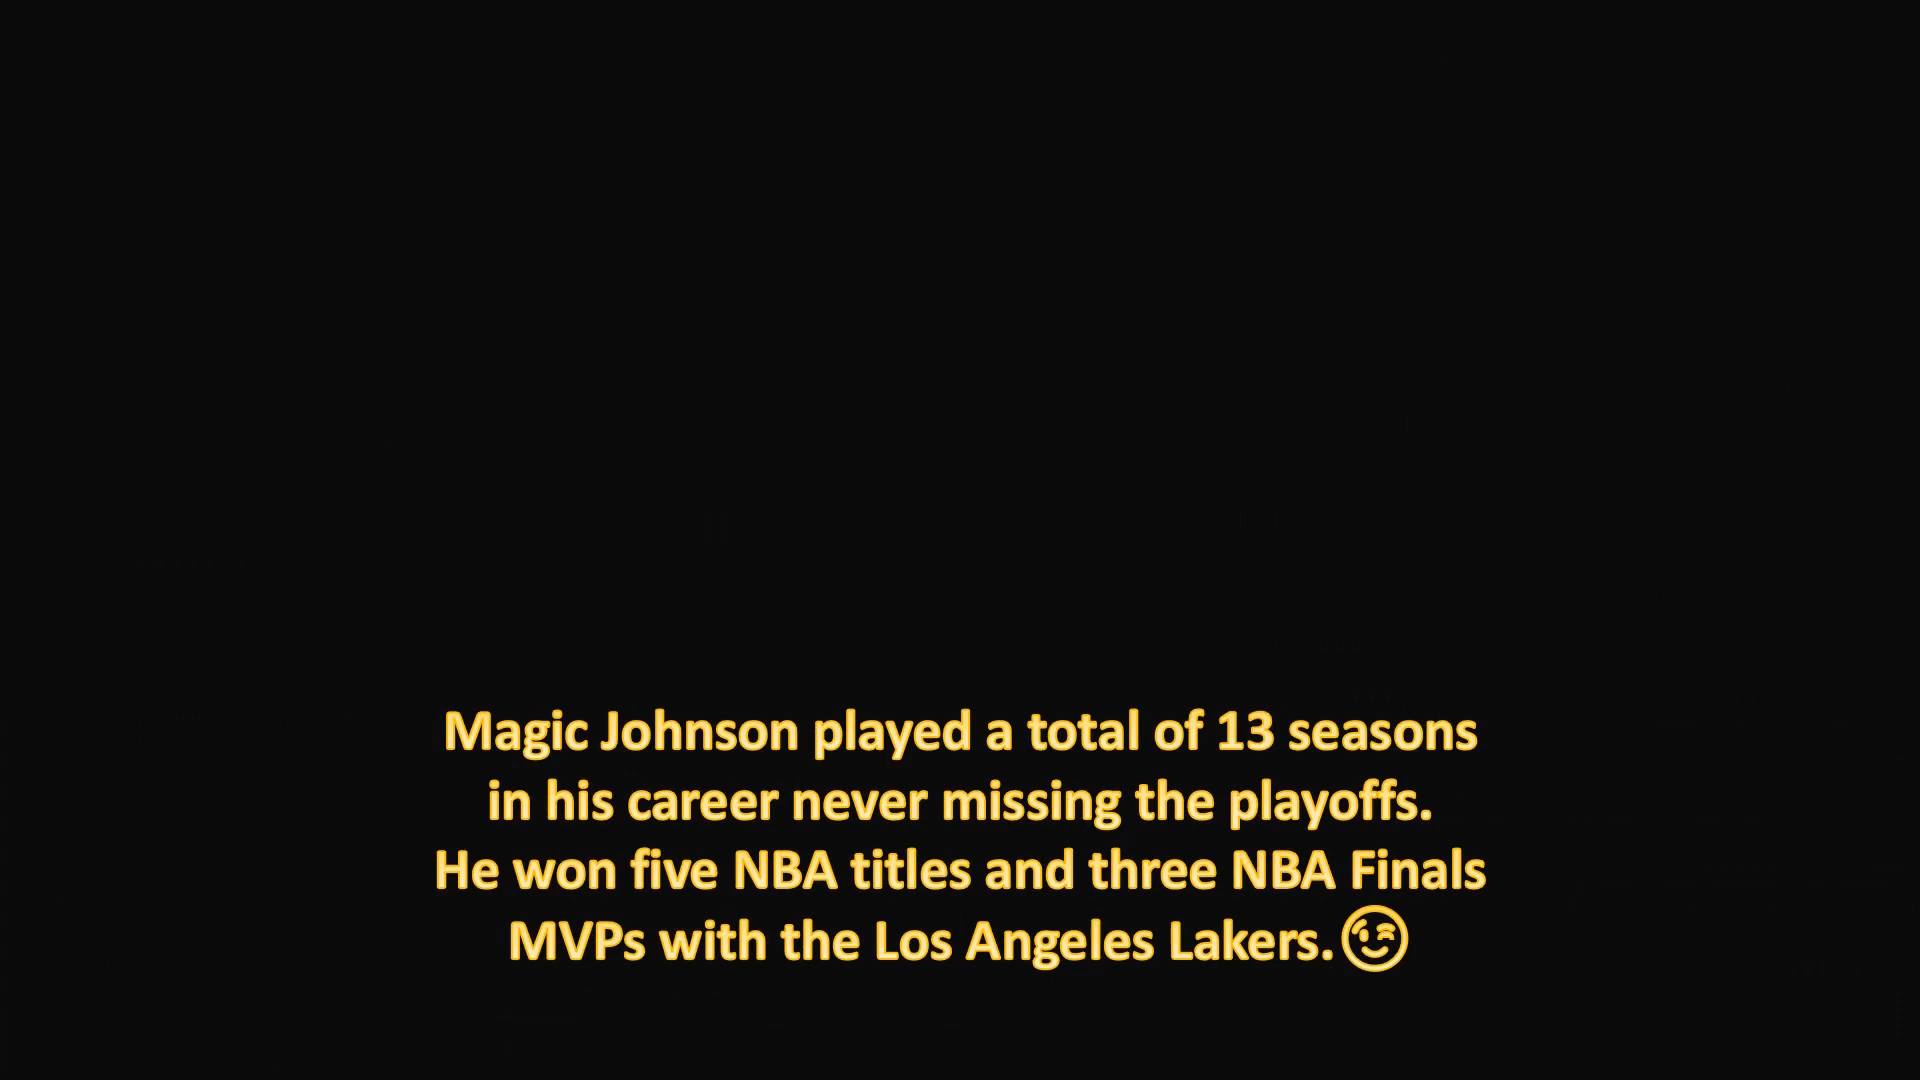 Magic Johnson played a total of 13 seasons
in his career never missing the playoffs.
He won five NBA titles and three NBA Finals
MVPs with the Los Angeles Lakers.😉